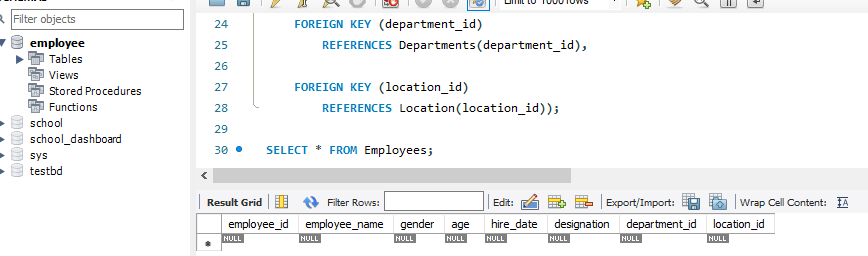 Filter objects
employee
Tables
Views
Stored Procedures
Functions
school
school_dashboard
sys
testbd
24 FOREIGN KEY (department_id)
25 REFERENCES Departments(department_id),
26
27 FOREIGN KEY (location_id)
28 REFERENCES Location(location_id));
29
30 SELECT * FROM Employees;
Result Grid Filter Rows: Edit: Export/Import: Wrap Cell Content: IA
employee_id employee_name gender age hire_date designation department_id location_id
NULL NULL NULL NULL NULL NULL NULL NULL